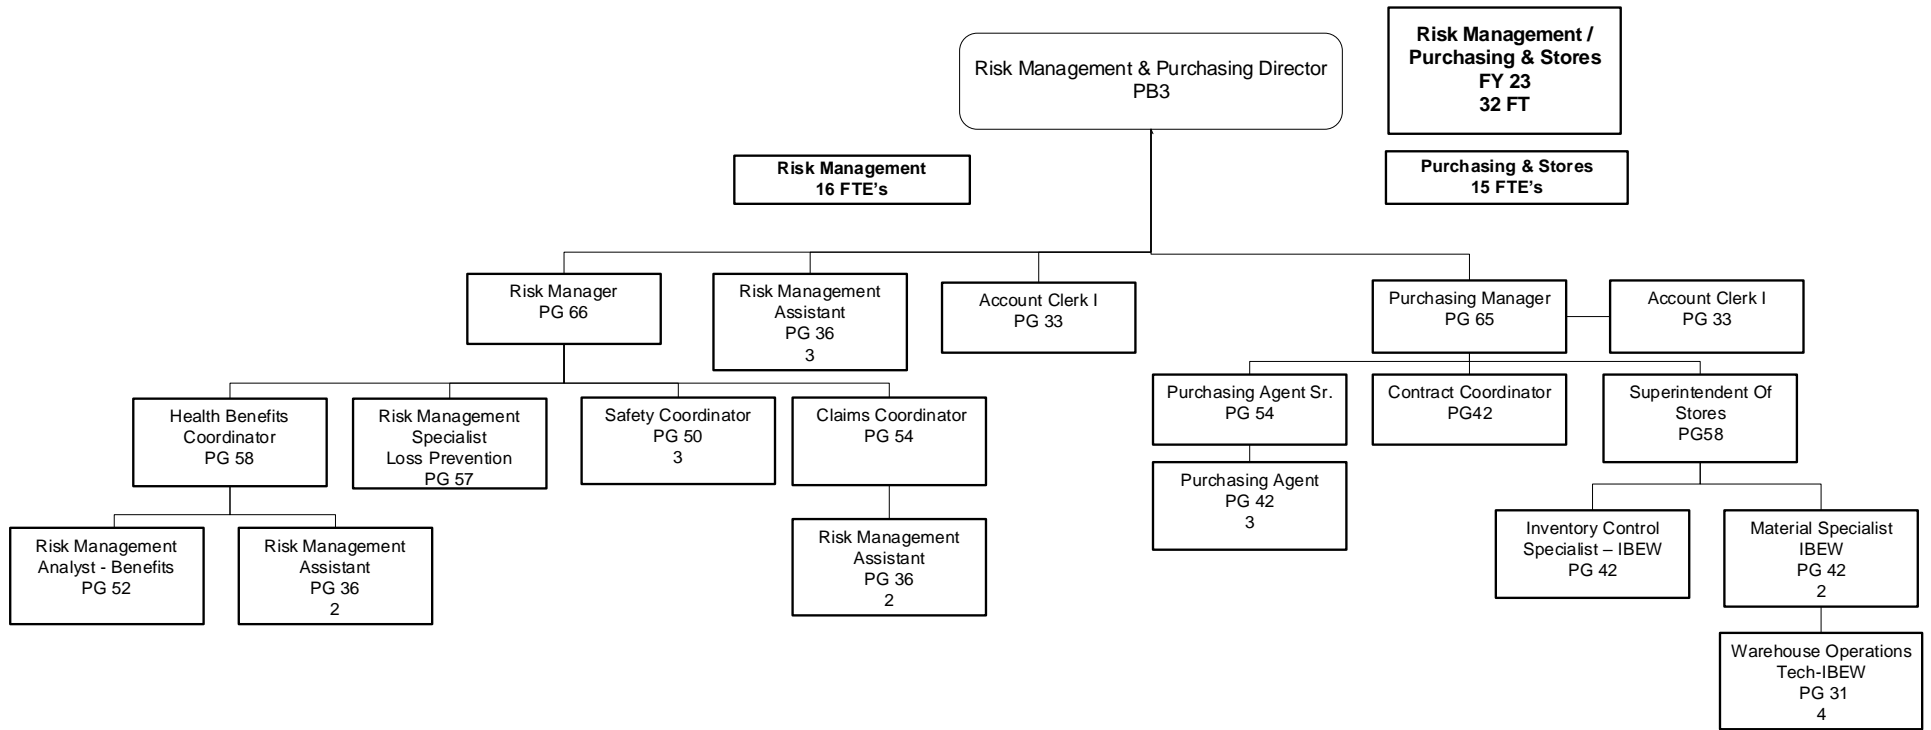 Risk Management & Purchasing Director
PB3
Risk Management /
Purchasing & Stores
FY 23
32 FT
Risk Management
16 FTE’s
Purchasing & Stores
15 FTE’s
Risk Manager
PG 66
Risk Management
Assistant
PG 36
3
Account Clerk I
PG 33
Purchasing Manager
PG 65
Account Clerk I
PG 33
Health Benefits
Coordinator
PG 58
Risk Management
Specialist
Loss Prevention
PG 57
Safety Coordinator
PG 50
3
Claims Coordinator
PG 54
Purchasing Agent Sr.
PG 54
Contract Coordinator
PG42
Superintendent Of
Stores
PG58
Risk Management
Analyst - Benefits
PG 52
Risk Management
Assistant
PG 36
2
Risk Management
Assistant
PG 36
2
Purchasing Agent
PG 42
3
Inventory Control
Specialist – IBEW
PG 42
Material Specialist
IBEW
PG 42
2
Warehouse Operations
Tech-IBEW
PG 31
4